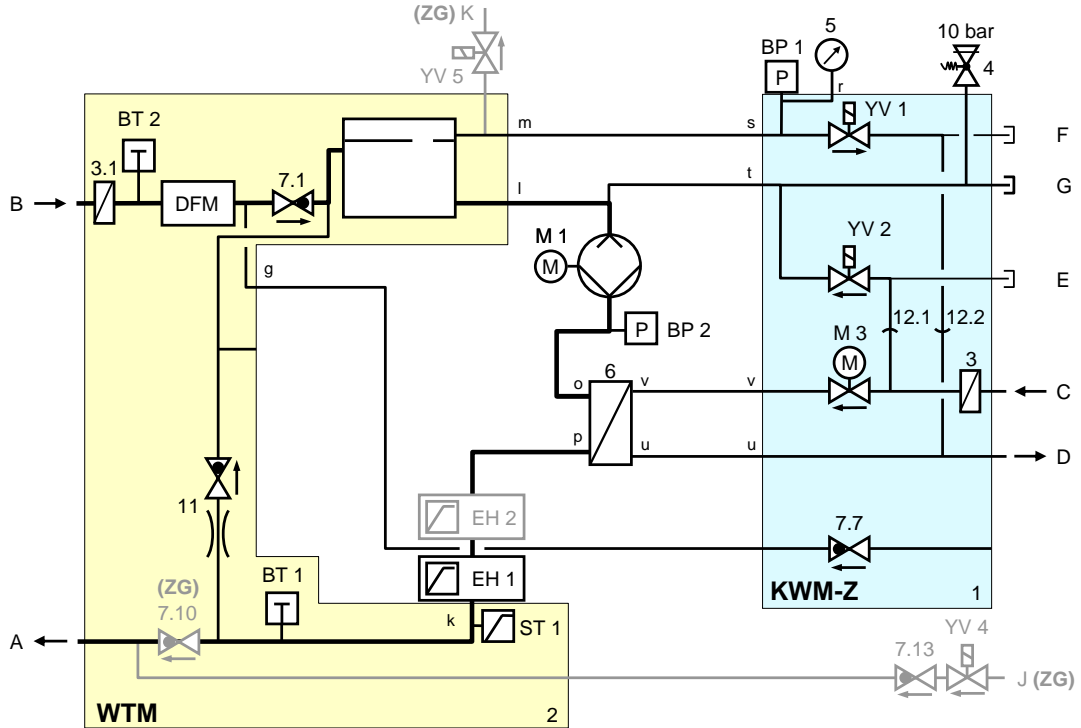 (ZG) K
YV 5
10 bar
4
5
BP 1
P
r
BT 2
YV 1
m
s
F
3.1
7.1
B
DFM
t
G
l
M 1
M
YV 2
g
E
12.1
12.2
P
BP 2
M 3
M
3
6
o
v
v
C
p
u
u
D
EH 2
11
7.7
EH 1
BT 1
(ZG)
7.10
KWM-Z
1
k
ST 1
A
YV 4
7.13
J (ZG)
WTM
2